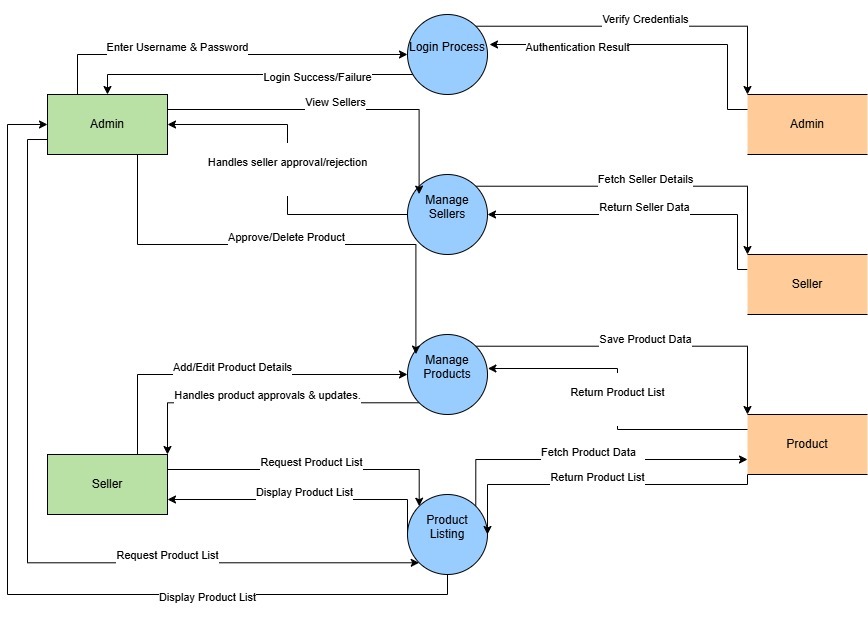 Verify Credentials
Enter Username & Password
Login Process
Authentication Result
Login Success/Failure
View Sellers
Admin
Admin
Handles seller approval/rejection
Fetch Seller Details
Manage
Sellers
Return Seller Data
Approve/Delete Product
Seller
Save Product Data
Manage
Products
Add/Edit Product Details
Return Product List
Handles product approvals & updates.
Product
Fetch Product Data
Request Product List
Return Product List
Seller
Display Product List
Product
Listing
Request Product List
Display Product List